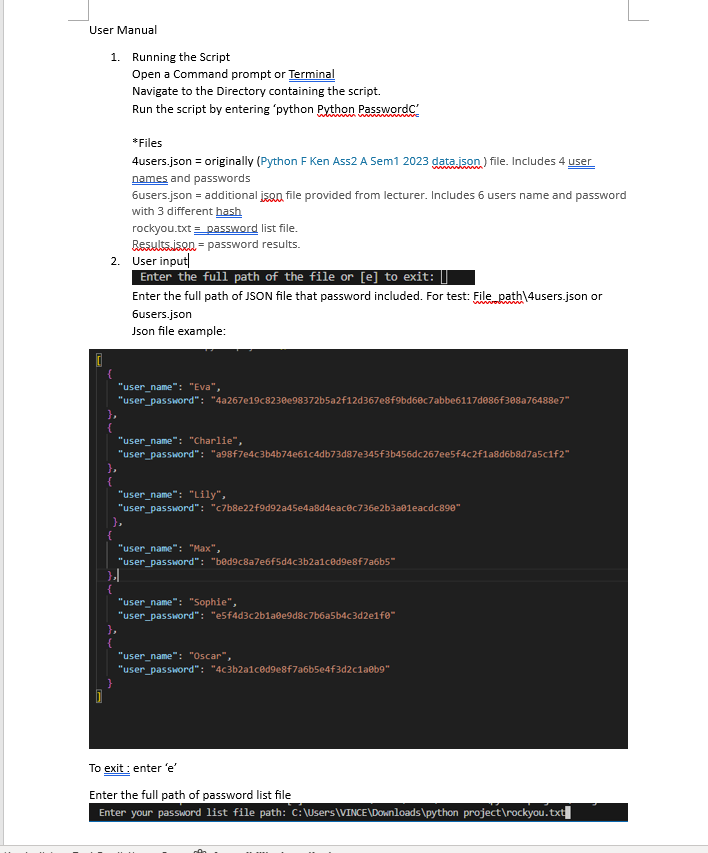 User Manual
1. Running the Script
Open a Command prompt or Terminal
Navigate to the Directory containing the script.
Run the script by entering ‘python Python PasswordC’
*Files
4users.json = originally (Python F Ken Ass2 A Sem1 2023 data.json ) file. Includes 4 user
names and passwords
6users.json = additional json file provided from lecturer. Includes 6 users name and password
with 3 different hash
rockyou.txt = password list file.
Results.json = password results.
2. User input
Enter the full path of the file or [e] to exit:
Enter the full path of JSON file that password included. For test: File_path\4users.json or
6users.json
Json file example:
[
{
"user_name": "Eva",
"user_password": "4a267e19c8230e98372b5a2f12d367e8f9bd60c7abbe6117d086f308a76488e7"
},
{
"user_name": "Charlie",
"user_password": "a98f7e4c3b4b74e61c4db73d87e345f3b456dc267ee5f4c2f1a8d6b8d7a5c1f2"
},
{
"user_name": "Lily",
"user_password": "c7b8e22f9d92a45e4a8d4eac0c736e2b3a01eacdc890"
},
{
"user_name": "Max",
"user_password": "b0d9c8a7e6f5d4c3b2a1c0d9e8f7a6b5"
},
{
"user_name": "Sophie",
"user_password": "e5f4d3c2b1a0e9d8c7b6a5b4c3d2e1f0"
},
{
"user_name": "Oscar",
"user_password": "4c3b2a1c0d9e8f7a6b5e4f3d2c1a0b9"
}
]
To exit : enter ‘e’
Enter the full path of password list file
Enter your password list file path: C:\Users\VINCE\Downloads\python project\rockyou.txt